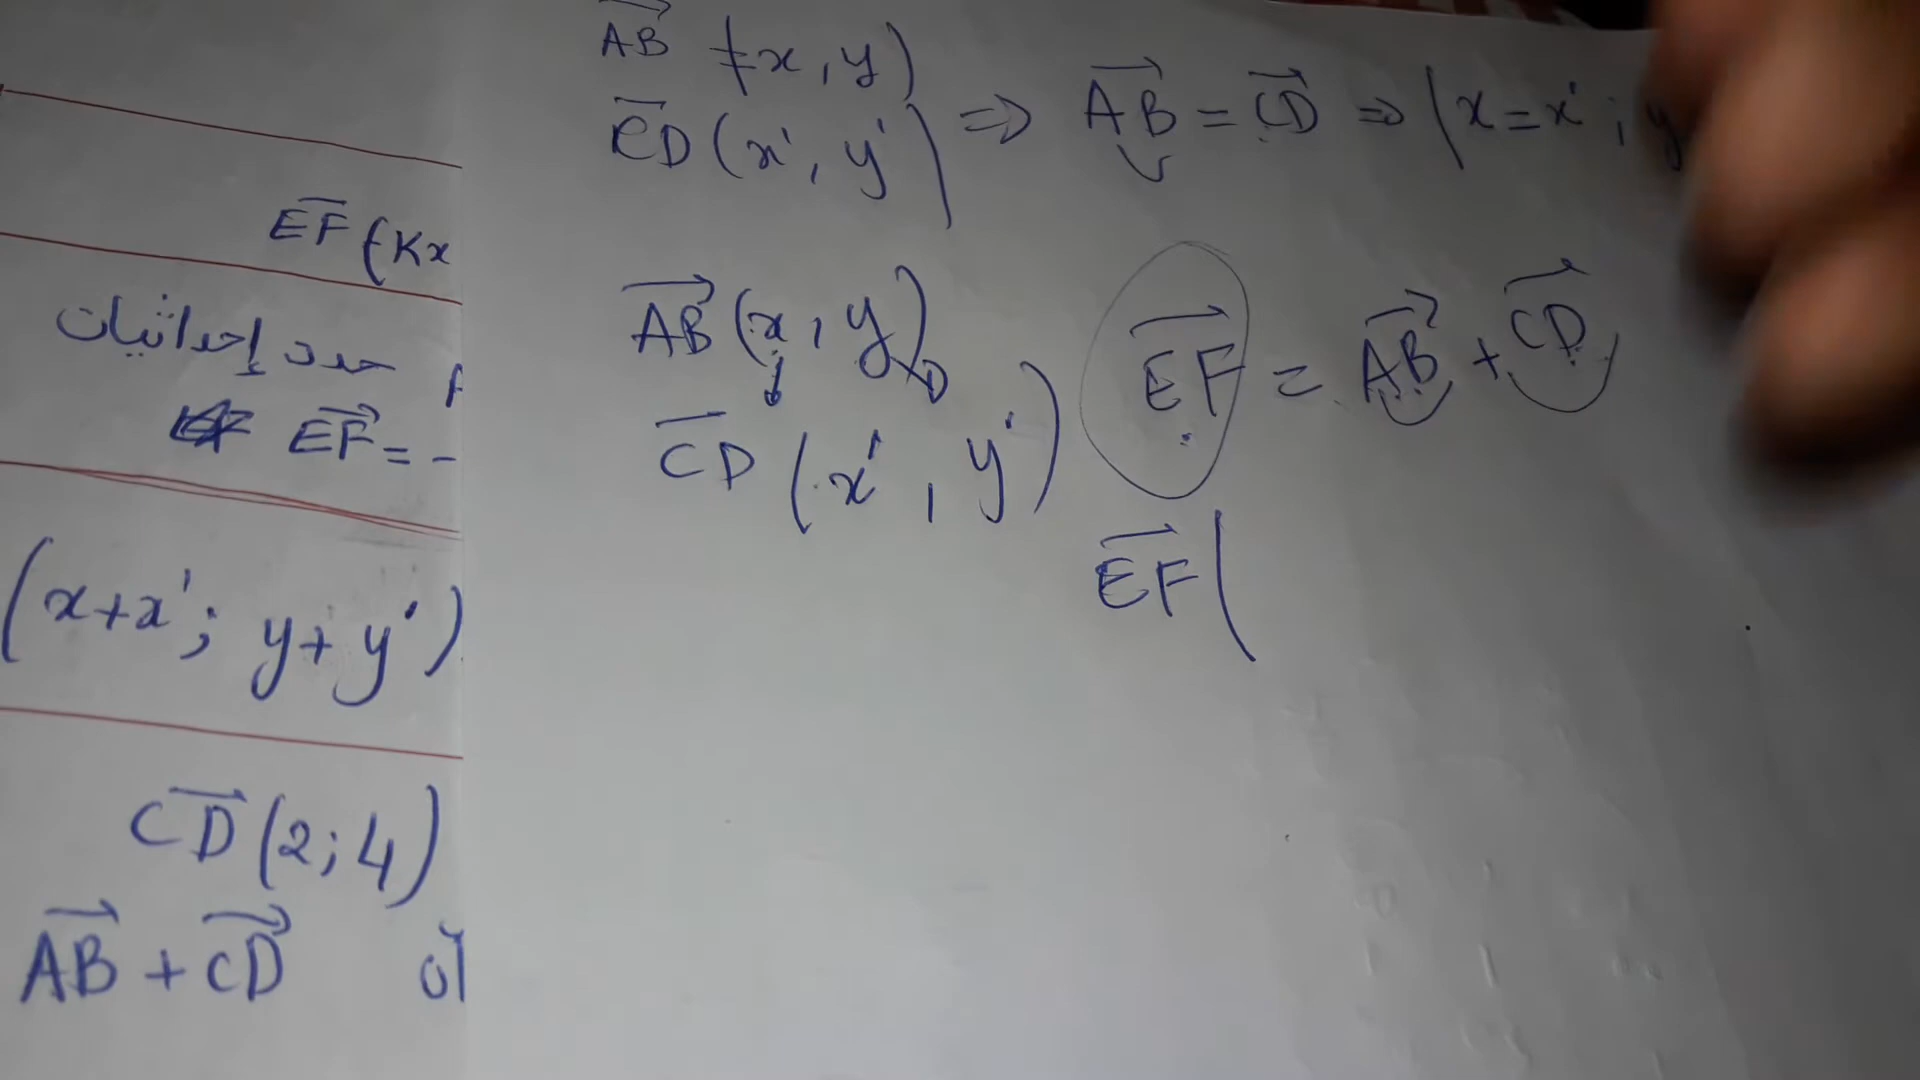 AB (x , y)
CD (x' , y') ⇒ AB = CD ⇒ (x = x' ; y
AB (x , y)
CD (x' , y')
EF = AB + CD
EF (
EF (Kx
حدد إحداثيات
EF = -
(x+x' ; y+y')
CD (2 ; 4)
AB + CD أن